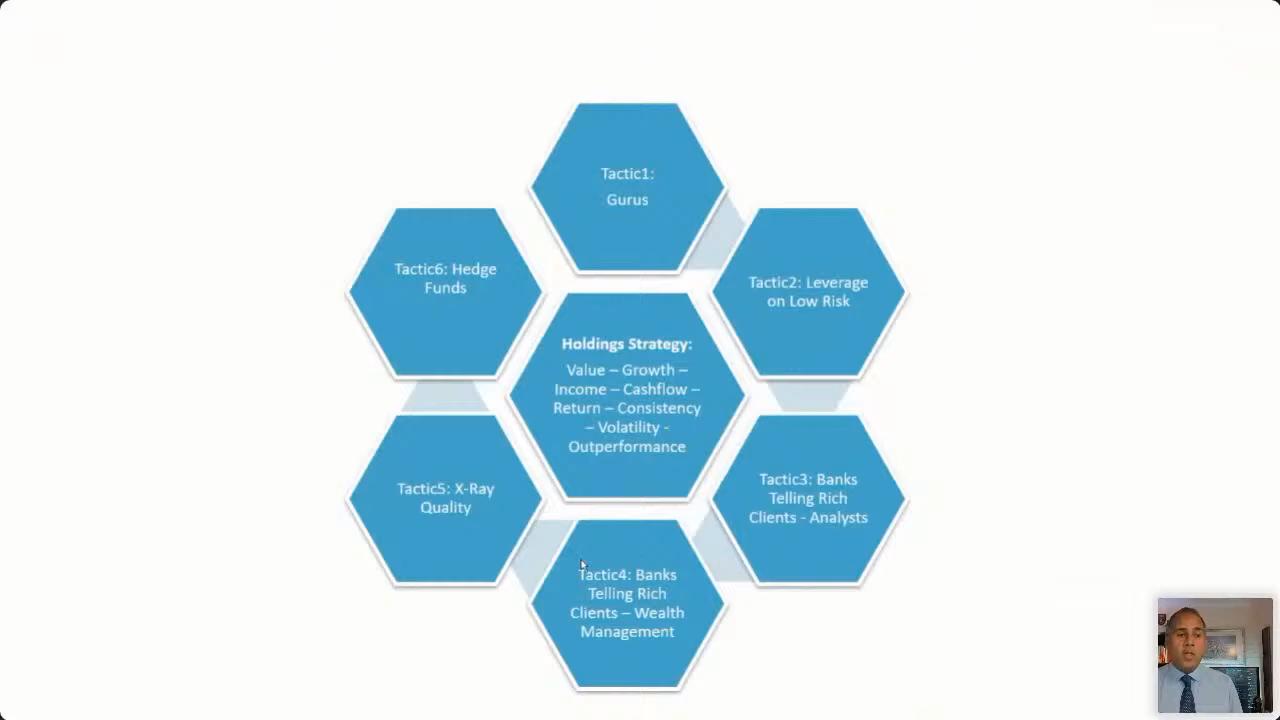 Tactic1:
Gurus
Tactic2: Leverage
on Low Risk
Tactic3: Banks
Telling Rich
Clients - Analysts
Tactic4: Banks
Telling Rich
Clients – Wealth
Management
Tactic5: X-Ray
Quality
Tactic6: Hedge
Funds
Holdings Strategy:
Value – Growth –
Income – Cashflow –
Return – Consistency
– Volatility -
Outperformance